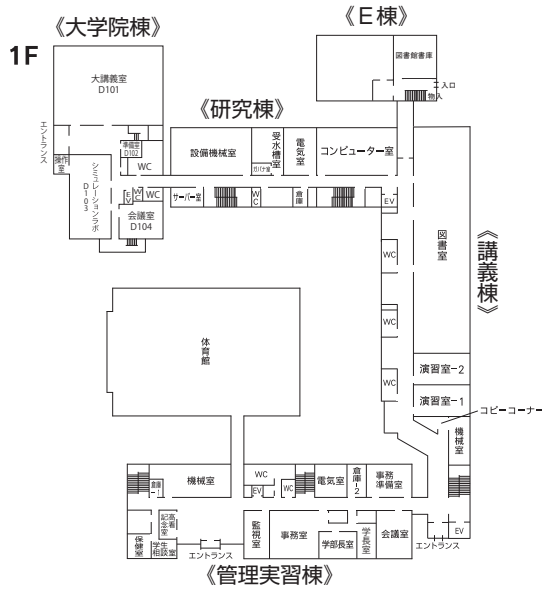 《E棟》
《大学院棟》
1F
図書館書庫
大講義室
D101
入口
物入
《研究棟》
エントランス
準備室
D102
設備機械室
受水槽室
電気室
コンピューター室
操作室
WC
ガバナ室
シミュレーションラボ
D103
EV
WC
WC
サーバー室
WC
倉庫
EV
会議室
D104
図書室
《講義棟》
WC
WC
体育館
演習室-2
WC
演習室-1
コピーコーナー
機械室
機械室
WC
電気室
倉庫-2
事務準備室
倉庫-1
EV
WC
高看記念室
監視室
事務室
学長室
会議室
EV
保健室
学生相談室
エントランス
学部長室
エントランス
《管理実習棟》